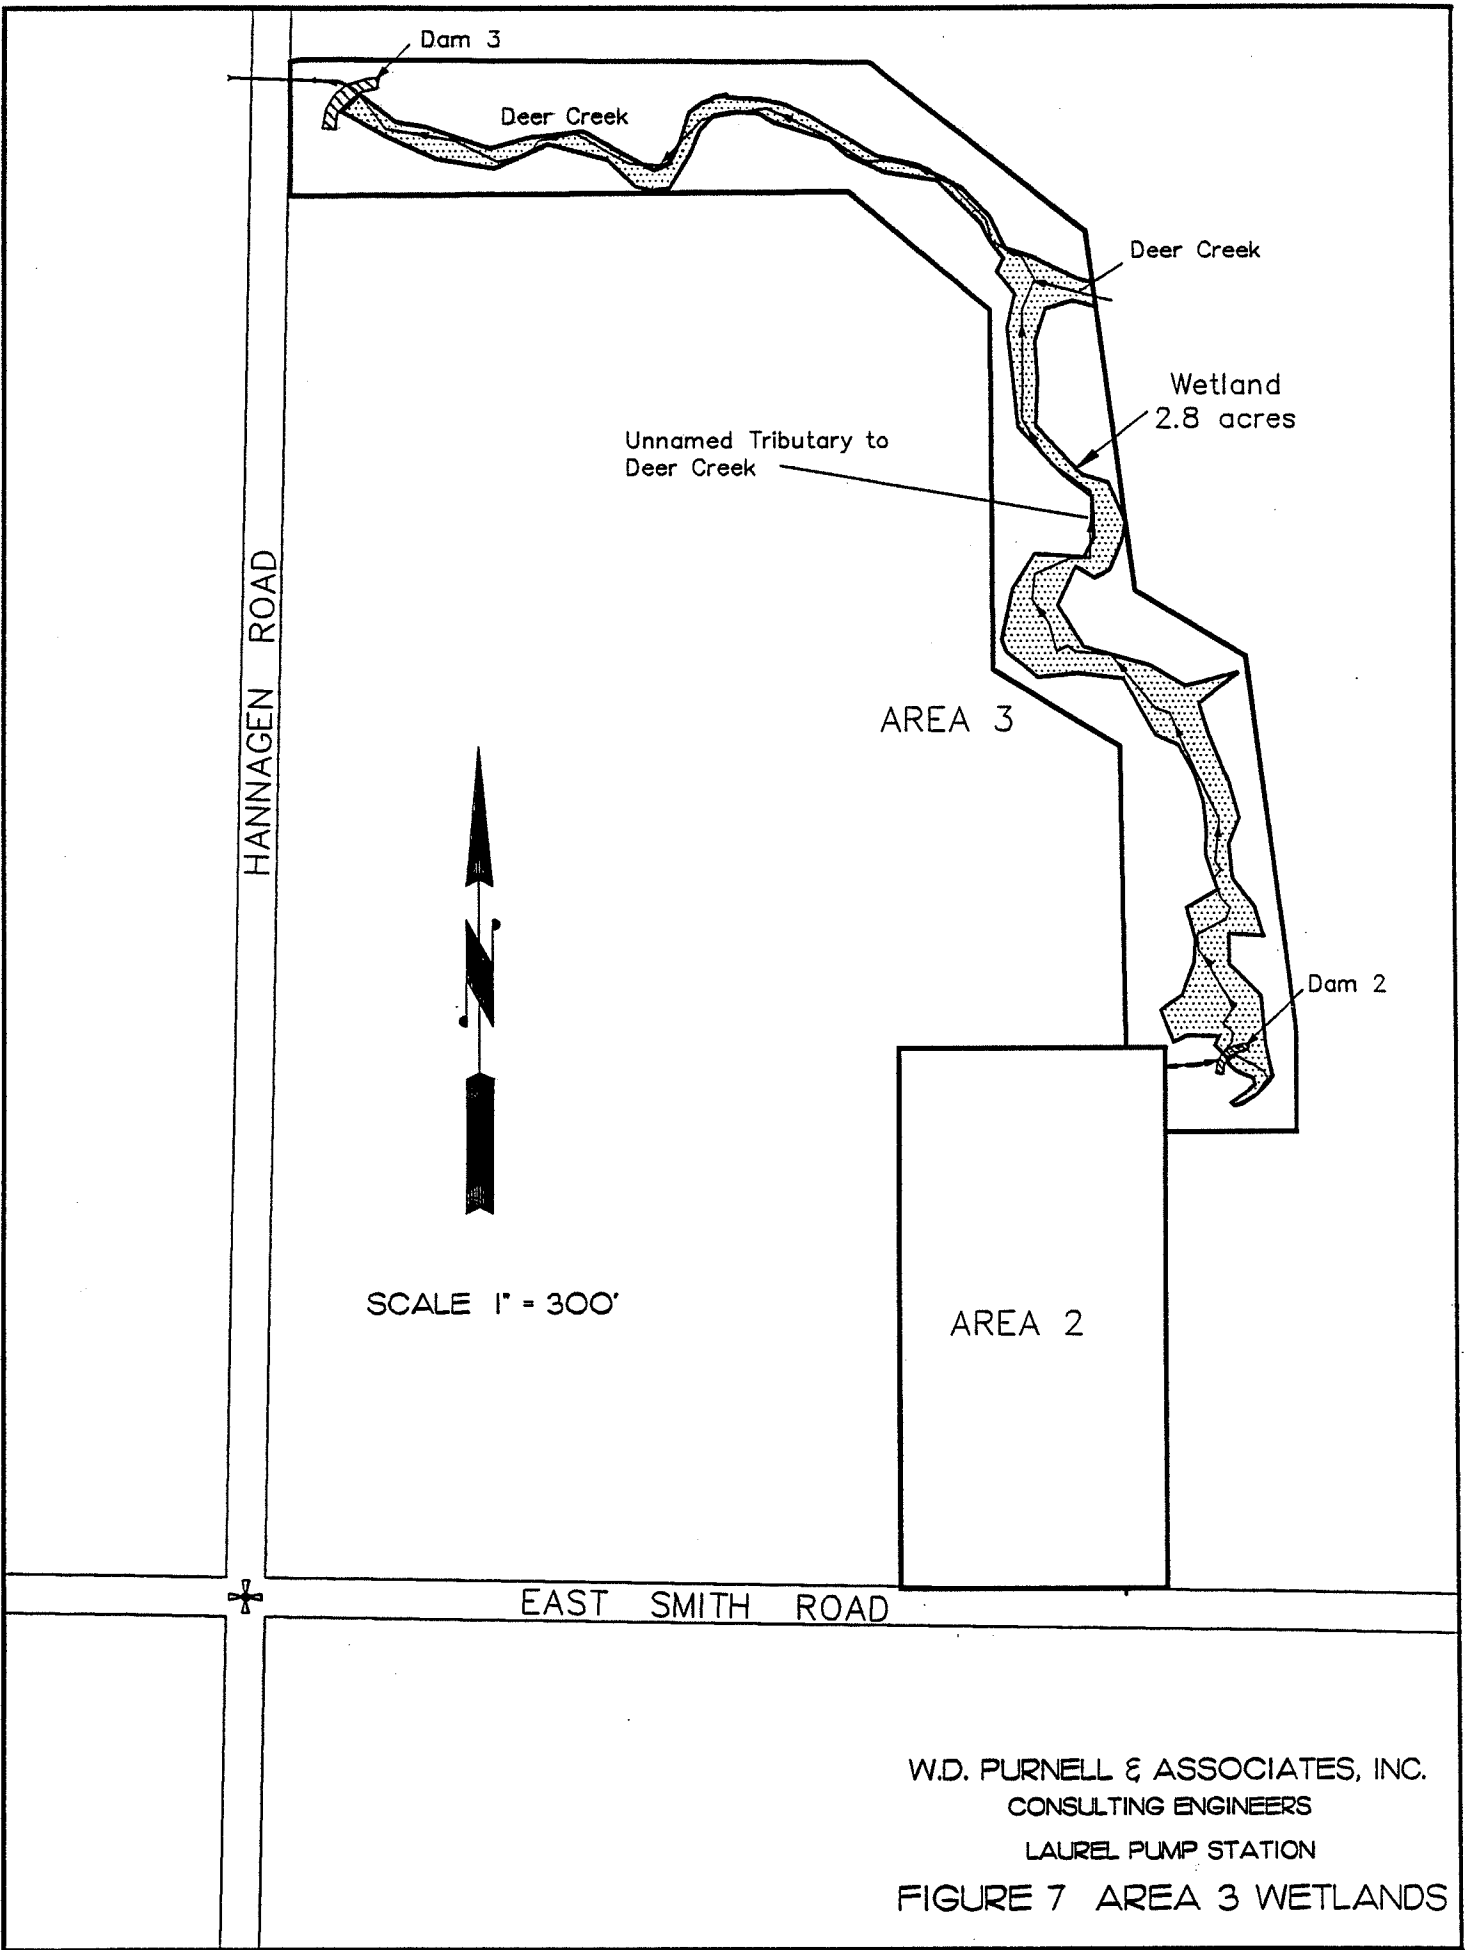 Dam 3
Deer Creek
Deer Creek
Wetland
2.8 acres
Unnamed Tributary to
Deer Creek
HANNAGEN ROAD
AREA 3
N
Dam 2
SCALE 1" = 300'
AREA 2
EAST SMITH ROAD
W.D. PURNELL & ASSOCIATES, INC.
CONSULTING ENGINEERS
LAUREL PUMP STATION
FIGURE 7 AREA 3 WETLANDS